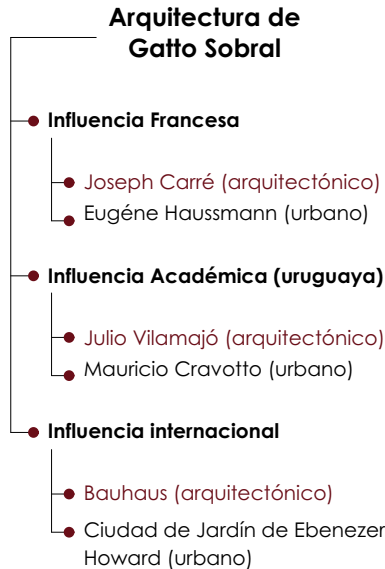 Arquitectura de
Gatto Sobral
Influencia Francesa
Joseph Carré (arquitectónico)
Eugéne Haussmann (urbano)
Influencia Académica (uruguaya)
Julio Vilamajó (arquitectónico)
Mauricio Cravotto (urbano)
Influencia internacional
Bauhaus (arquitectónico)
Ciudad de Jardín de Ebenezer
Howard (urbano)